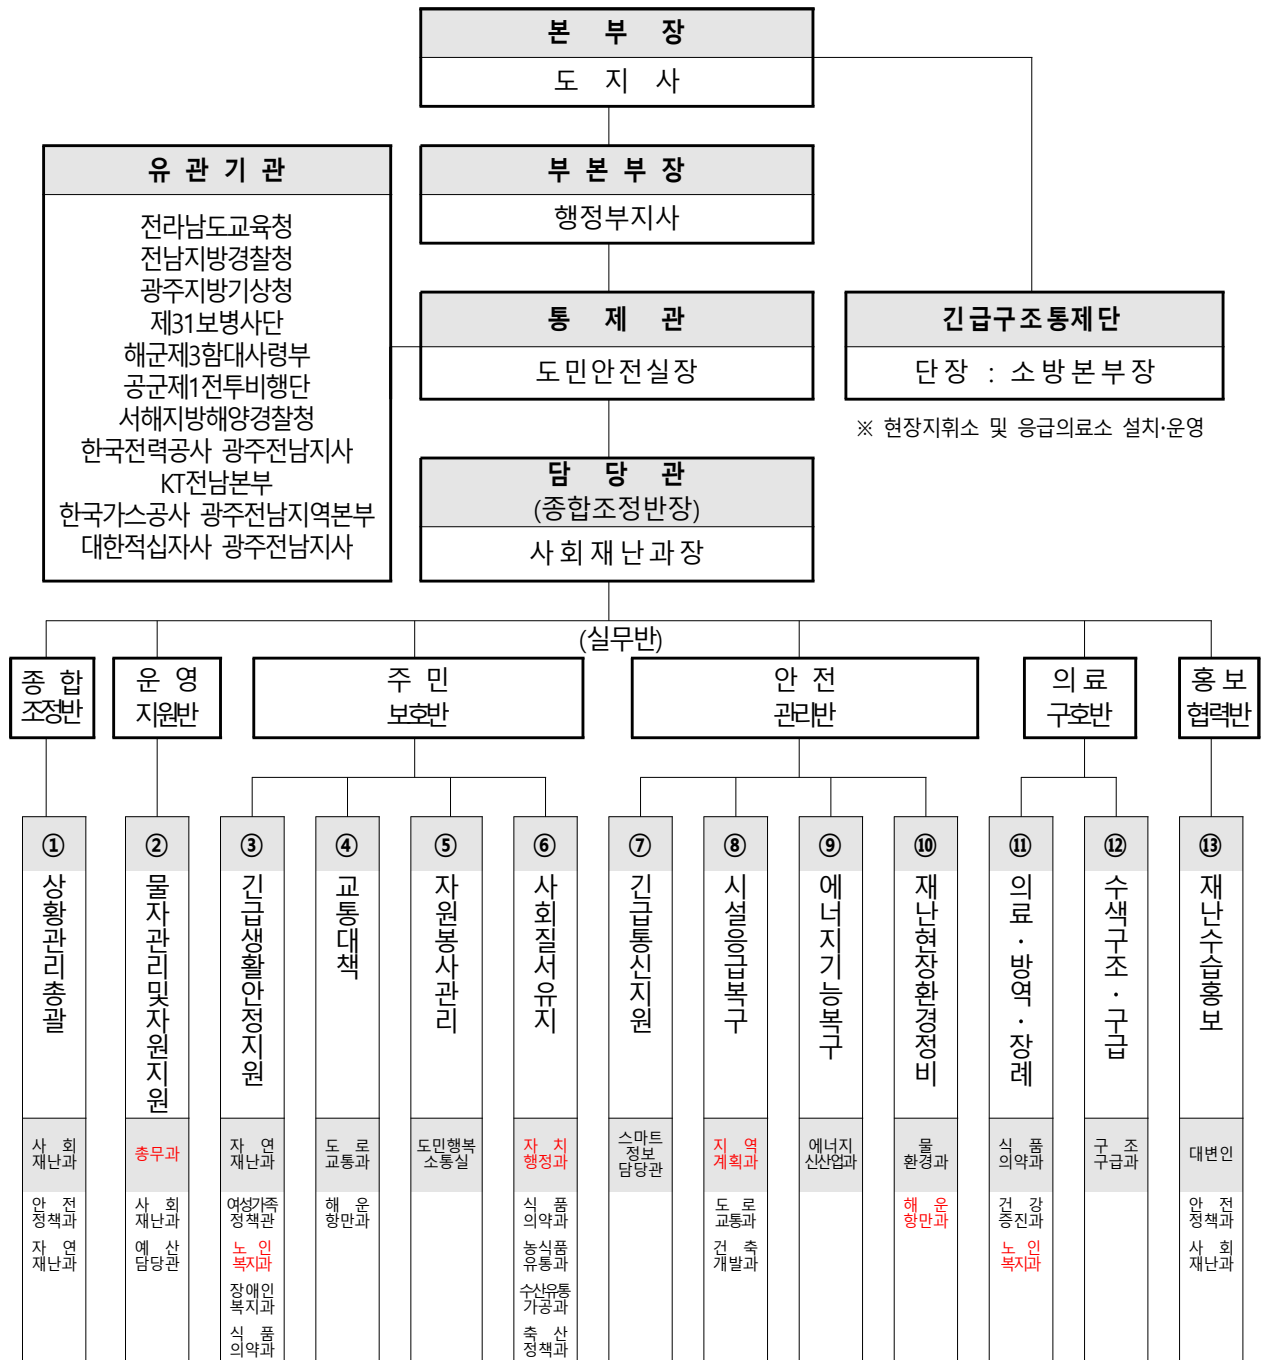 본 부 장
도 지 사
유 관 기 관
전라남도교육청
전남지방경찰청
광주지방기상청
제31보병사단
해군제3함대사령부
공군제1전투비행단
서해지방해양경찰청
한국전력공사 광주전남지사
KT전남본부
한국가스공사 광주전남지역본부
대한적십자사 광주전남지사
부 본 부 장
행정부지사
통 제 관
도민안전실장
긴급구조통제단
단장 : 소방본부장
※ 현장지휘소 및 응급의료소 설치·운영
담 당 관
(종합조정반장)
사회재난과장
(실무반)
종 합
조정반
운 영
지원반
주 민
보호반
안 전
관리반
의 료
구호반
홍 보
협력반
①
상황관리총괄
사 회
재난과
안 전
정책과
자 연
재난과
②
물자관리및자원지원
총무과
사 회
재난과
예 산
담당관
③
긴급생활안정지원
자 연
재난과
여성가족
정책관
노 인
복지과
장애인
복지과
식 품
의약과
④
교통대책
도 로
교통과
해 운
항만과
⑤
자원봉사관리
도민행복
소통실
⑥
사회질서유지
자 치
행정과
식 품
의약과
농식품
유통과
수산유통
가공과
축 산
정책과
⑦
긴급통신지원
스마트
정보
담당관
⑧
시설응급복구
지 역
계획과
도 로
교통과
건 축
개발과
⑨
에너지기능복구
에너지
신산업과
⑩
재난현장환경정비
물
환경과
해 운
항만과
⑪
의료·방역·장례
식 품
의약과
건 강
증진과
노 인
복지과
⑫
수색구조·구급
구 조
구급과
⑬
재난수습홍보
대변인
안 전
정책과
사 회
재난과